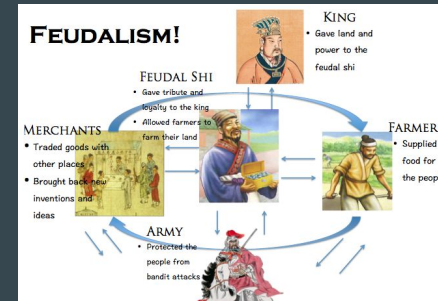 FEUDALISM!
KING
• Gave land and
power to the
feudal shi
FEUDAL SHI
• Gave tribute and
loyalty to the king
• Allowed farmers to
farm their land
MERCHANTS
• Traded goods with
other places
• Brought back new
inventions and
ideas
FARMER
• Supplied
food for
the peop
ARMY
• Protected the
people from
bandit attacks